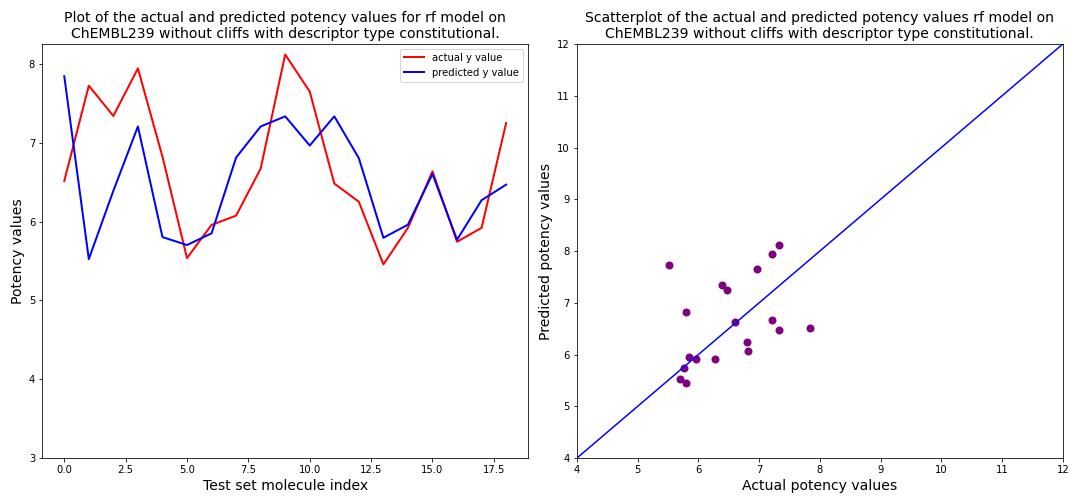 Plot of the actual and predicted potency values for rf model on
ChEMBL239 without cliffs with descriptor type constitutional.
actual y value
predicted y value
Potency values
8
7
6
5
4
3
0.0 2.5 5.0 7.5 10.0 12.5 15.0 17.5
Test set molecule index
Scatterplot of the actual and predicted potency values rf model on
ChEMBL239 without cliffs with descriptor type constitutional.
Predicted potency values
12
11
10
9
8
7
6
5
4
4 5 6 7 8 9 10 11 12
Actual potency values